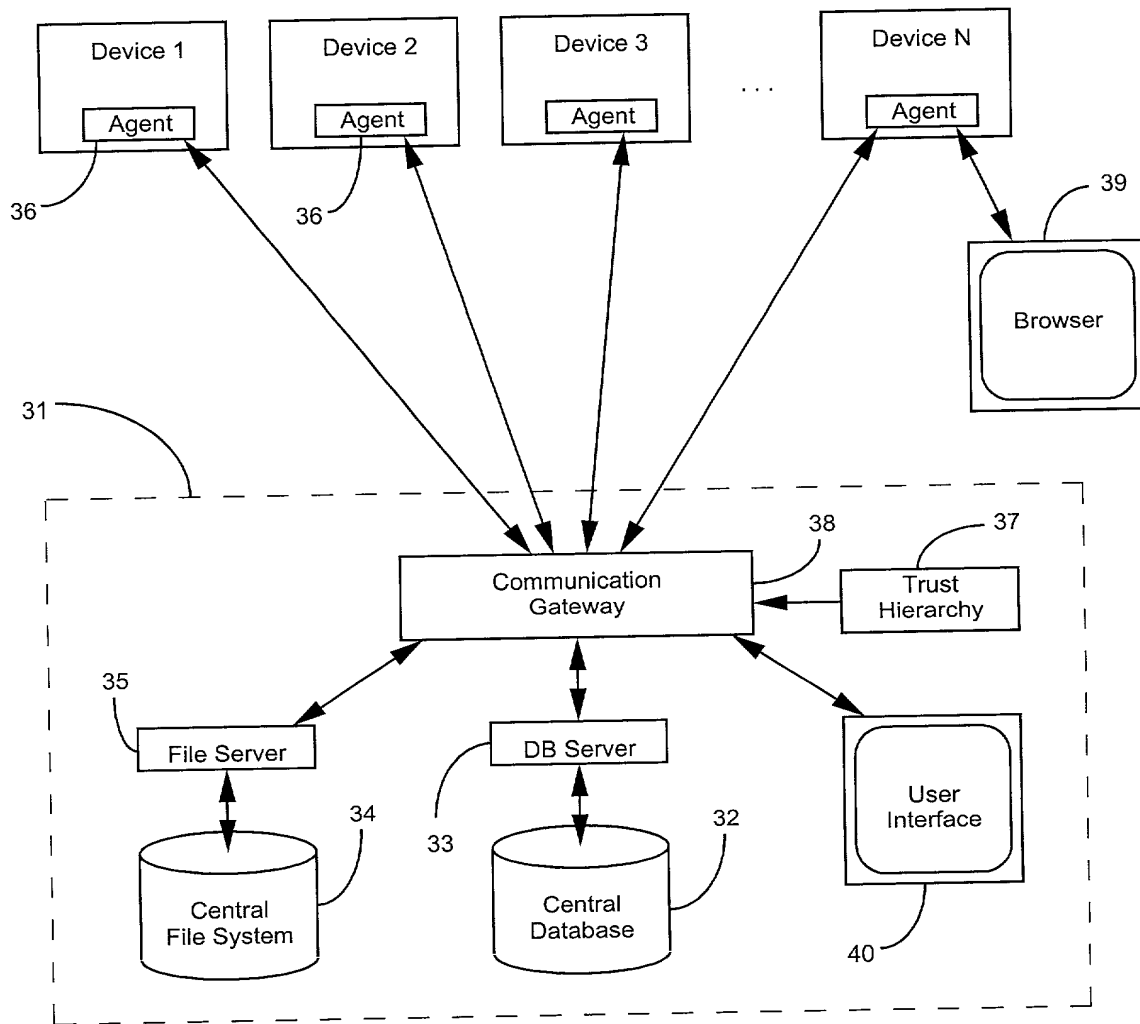 Device 1
Device 2
Device 3
. . .
Device N
Agent
Agent
Agent
Agent
36
36
39
Browser
31
38
37
Communication
Gateway
Trust
Hierarchy
35
File Server
DB Server
33
34
32
User
Interface
Central
File System
Central
Database
40